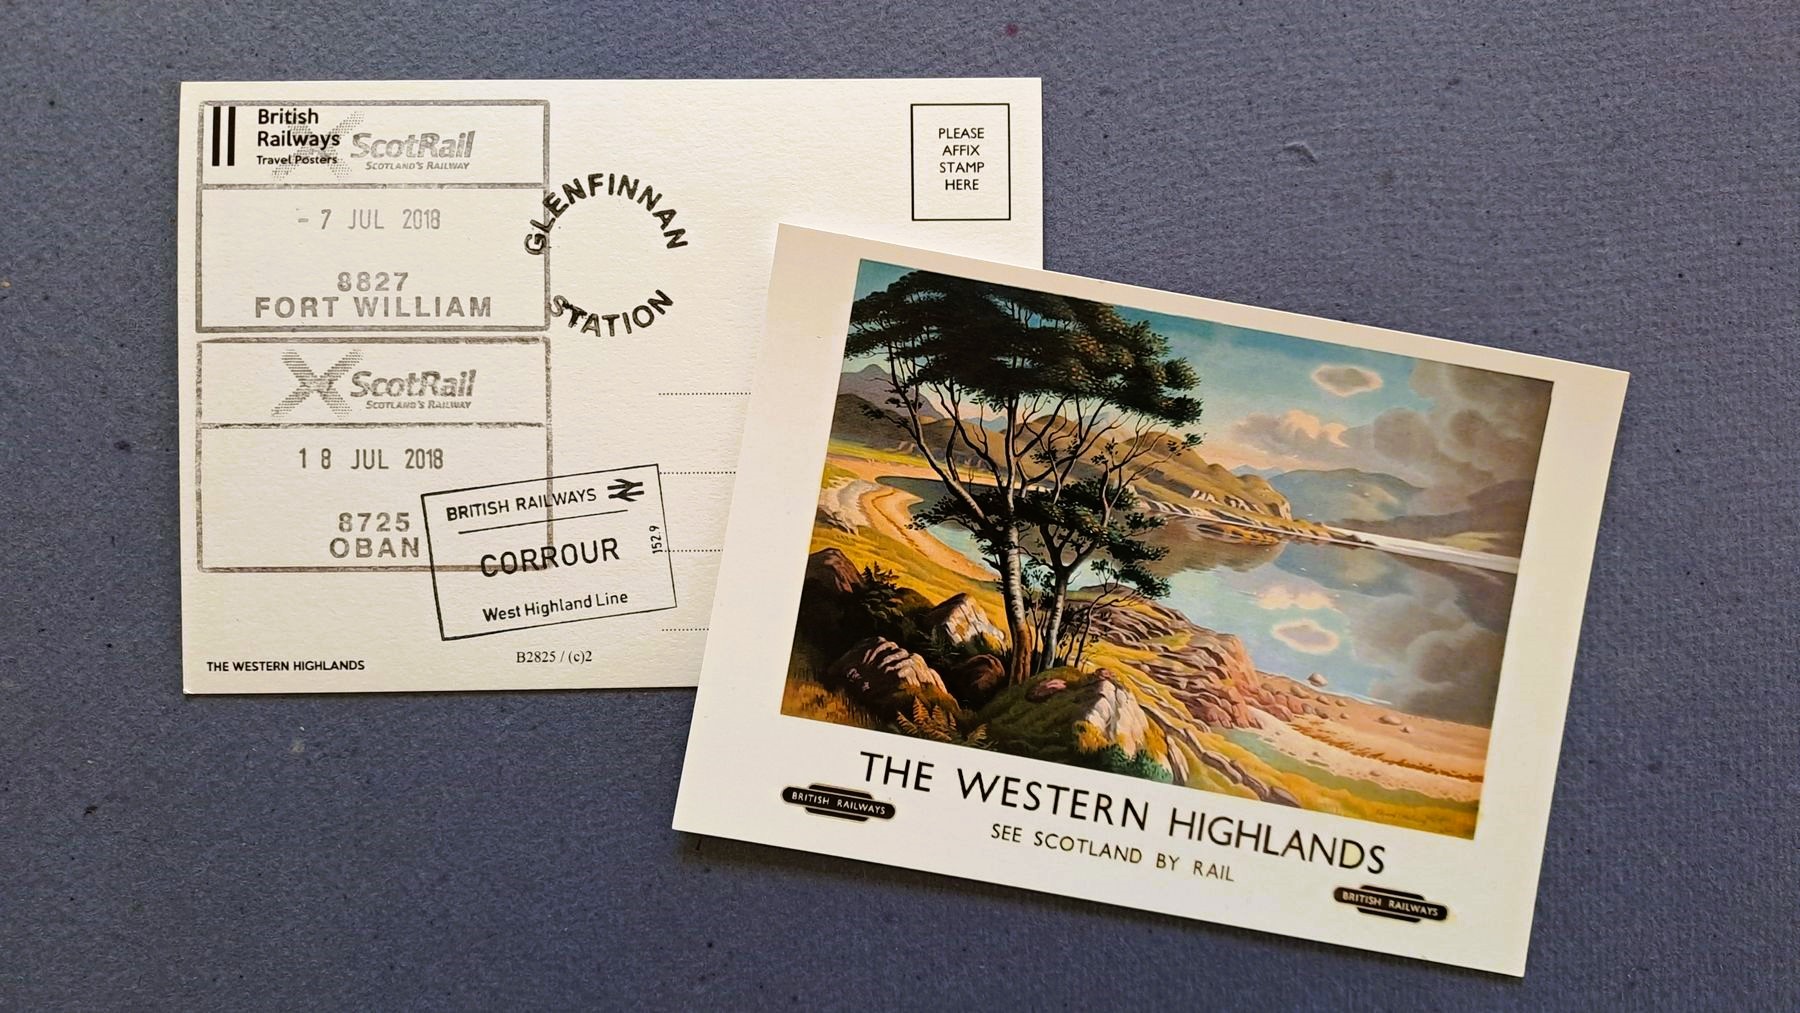 British
Railways
Travel Posters
ScotRail
SCOTLAND'S RAILWAY
- 7 JUL 2018
8827
FORT WILLIAM
GLENFINNAN
STATION
PLEASE
AFFIX
STAMP
HERE
ScotRail
SCOTLAND'S RAILWAY
18 JUL 2018
8725
OBAN
BRITISH RAILWAYS
CORROUR
152.9
West Highland Line
THE WESTERN HIGHLANDS
B2825 / (c)2
THE WESTERN HIGHLANDS
SEE SCOTLAND BY RAIL
BRITISH RAILWAYS
BRITISH RAILWAYS